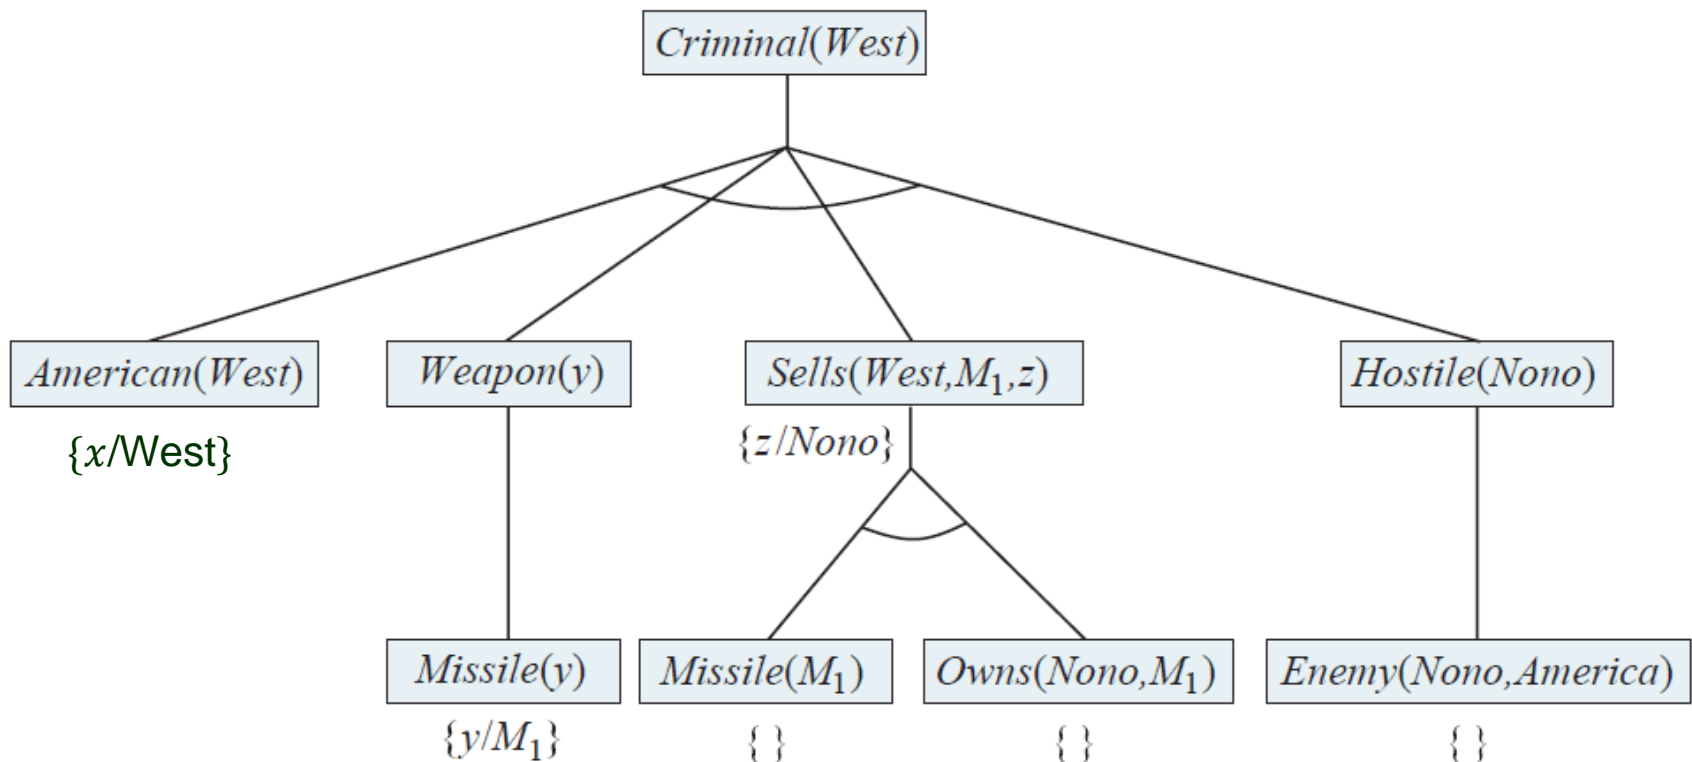 Criminal(West)
American(West)
Weapon(y)
Sells(West,M₁,z)
Hostile(Nono)
{x/West}
{z/Nono}
Missile(y)
Missile(M₁)
Owns(Nono,M₁)
Enemy(Nono,America)
{y/M₁}
{ }
{ }
{ }